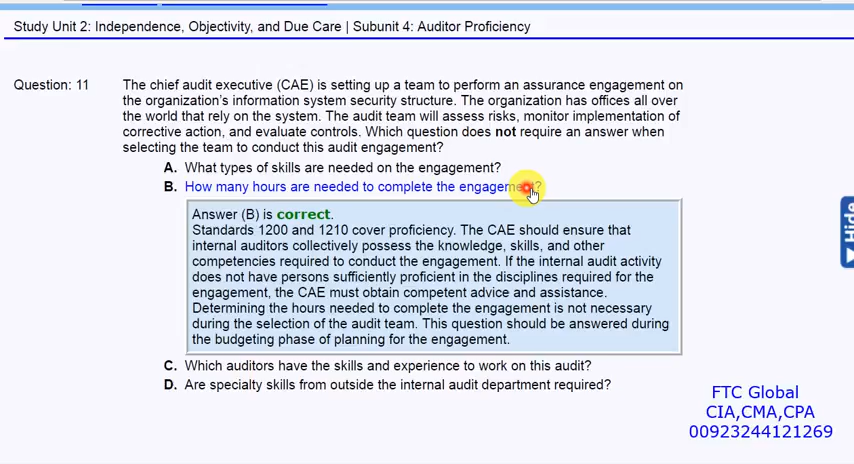 Study Unit 2: Independence, Objectivity, and Due Care | Subunit 4: Auditor Proficiency
Question: 11
The chief audit executive (CAE) is setting up a team to perform an assurance engagement on
the organization's information system security structure. The organization has offices all over
the world that rely on the system. The audit team will assess risks, monitor implementation of
corrective action, and evaluate controls. Which question does not require an answer when
selecting the team to conduct this audit engagement?
A. What types of skills are needed on the engagement?
B. How many hours are needed to complete the engagement?
Answer (B) is correct.
Standards 1200 and 1210 cover proficiency. The CAE should ensure that
internal auditors collectively possess the knowledge, skills, and other
competencies required to conduct the engagement. If the internal audit activity
does not have persons sufficiently proficient in the disciplines required for the
engagement, the CAE must obtain competent advice and assistance.
Determining the hours needed to complete the engagement is not necessary
during the selection of the audit team. This question should be answered during
the budgeting phase of planning for the engagement.
C. Which auditors have the skills and experience to work on this audit?
D. Are specialty skills from outside the internal audit department required?
Hide
FTC Global
CIA,CMA,CPA
00923244121269